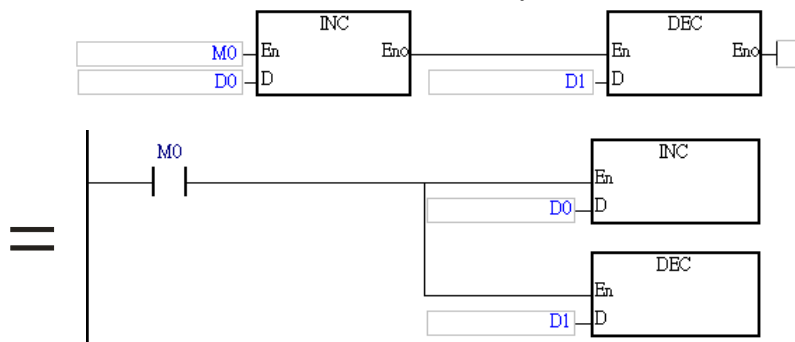 INC DEC
M0 En Eno En Eno
D0 D D1 D
M0 INC
En
D0 D
=
DEC
En
D1 D